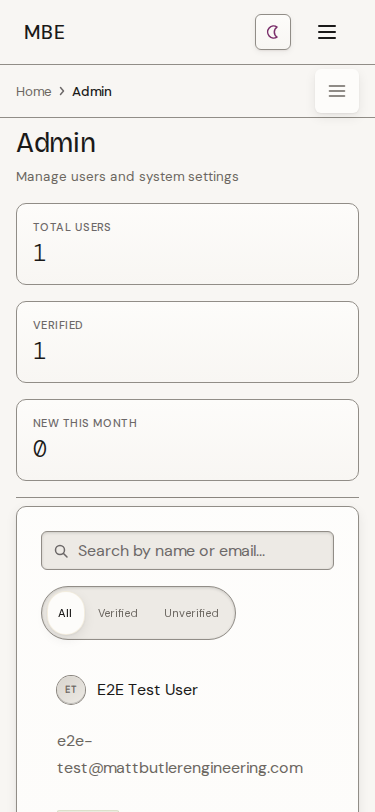 MBE
Home > Admin
Admin
Manage users and system settings
TOTAL USERS
1
VERIFIED
1
NEW THIS MONTH
0
Search by name or email...
All Verified Unverified
ET E2E Test User
e2e-
test@mattbutlerengineering.com